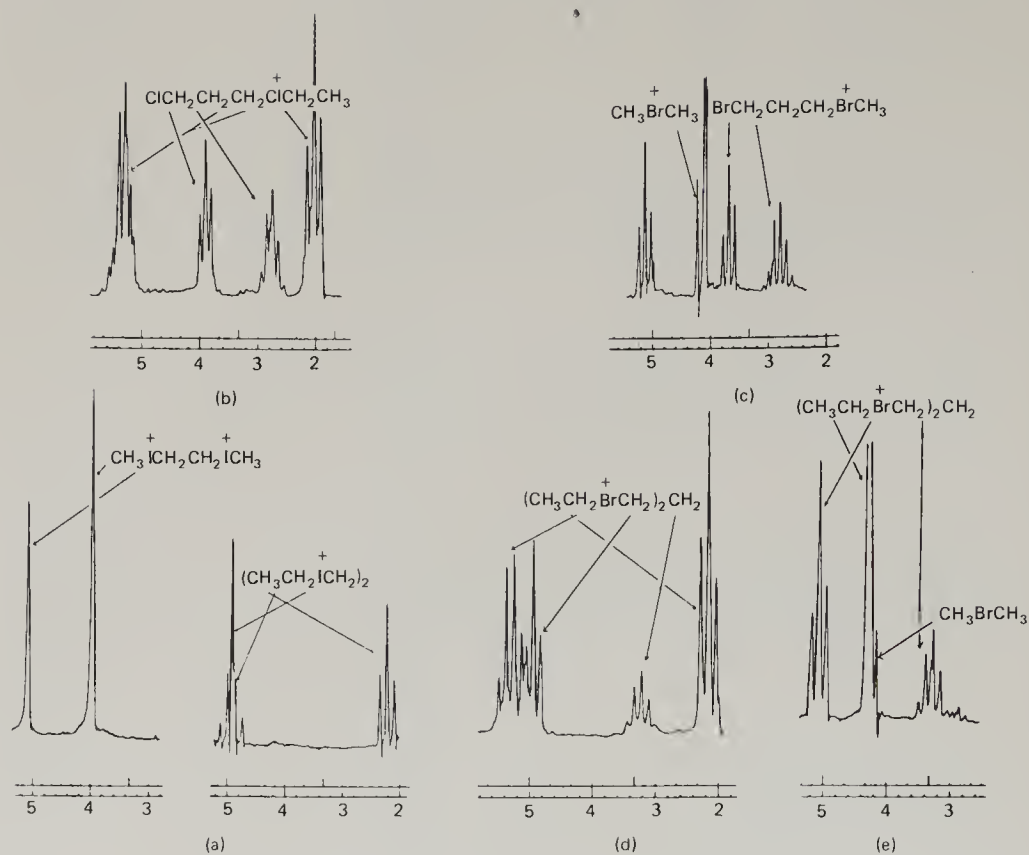 +
ClCH2CH2CH2ClCH2CH3
5 4 3 2
(b)
+ +
CH3BrCH3 BrCH2CH2CH2BrCH3
5 4 3 2
(c)
+ +
CH3ICH2CH2ICH3
+
(CH3CH2ICH2)2
5 4 3
5 4 3 2
(a)
+
(CH3CH2BrCH2)2CH2
5 4 3 2
(d)
+
(CH3CH2BrCH2)2CH2
CH3BrCH3
5 4 3
(e)